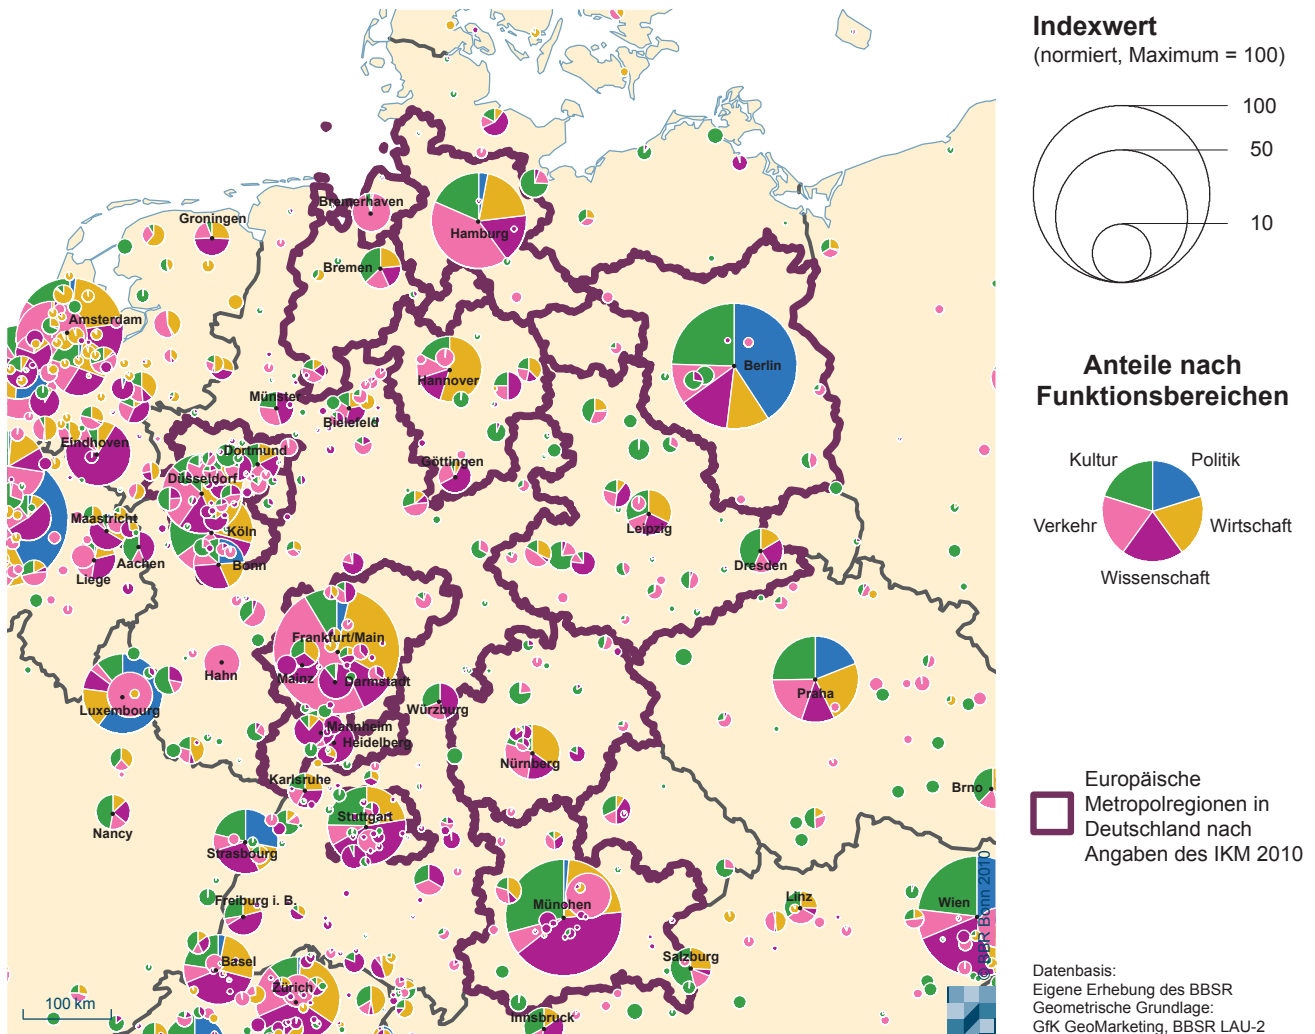 Indexwert
(normiert, Maximum = 100)
100
50
10
Anteile nach
Funktionsbereichen
Kultur
Politik
Verkehr
Wirtschaft
Wissenschaft
Europäische
Metropolregionen in
Deutschland nach
Angaben des IKM 2010
Datenbasis:
Eigene Erhebung des BBSR
Geometrische Grundlage:
GfK GeoMarketing, BBSR LAU-2
Bremerhaven
Groningen
Hamburg
Bremen
Amsterdam
Berlin
Hannover
Münster
Bielefeld
Eindhoven
Dortmund
Göttingen
Düsseldorf
Maastricht
Köln
Leipzig
Aachen
Bonn
Dresden
Liege
Frankfurt/Main
Hahn
Mainz
Darmstadt
Praha
Luxembourg
Würzburg
Mannheim
Heidelberg
Nürnberg
Karlsruhe
Brno
Stuttgart
Nancy
Strasbourg
Freiburg i. B.
München
Linz
Wien
Basel
Salzburg
Zürich
Innsbruck
100 km
© BBR Bonn 2010